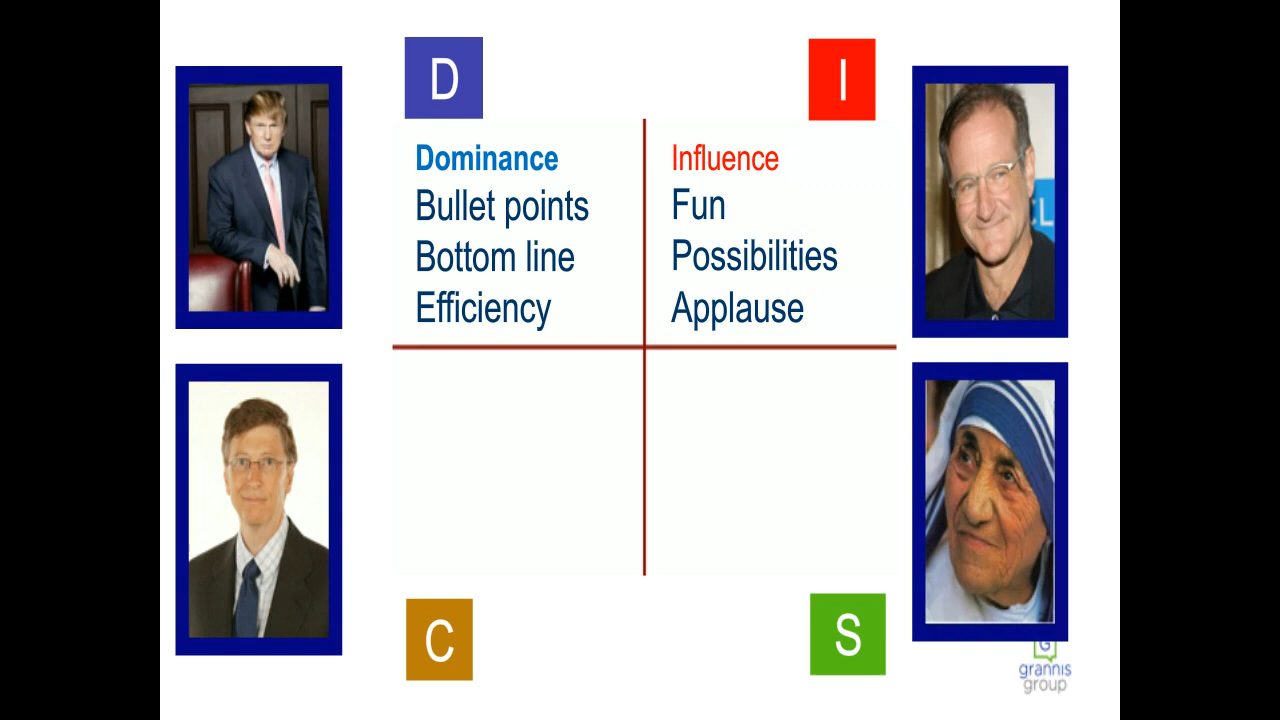 D
I
Dominance
Bullet points
Bottom line
Efficiency
Influence
Fun
Possibilities
Applause
C
S
G
grannis
group